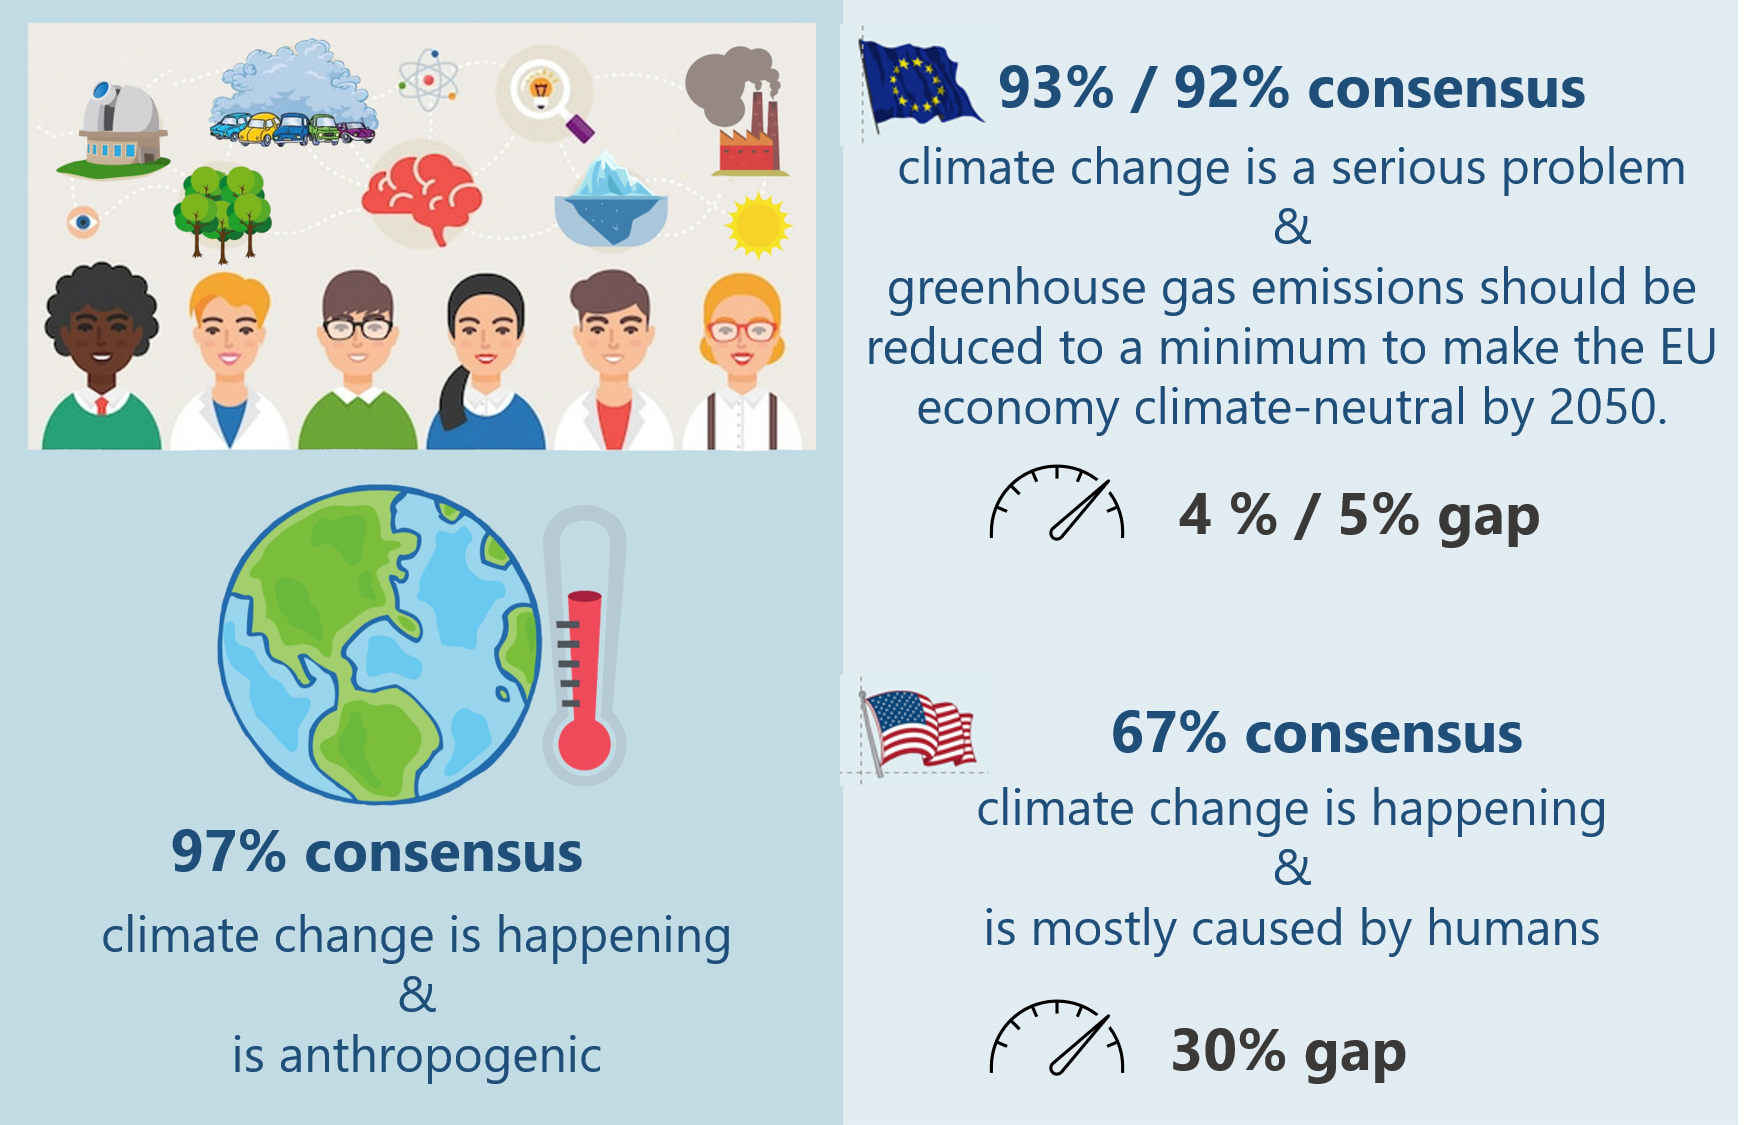 97% consensus
climate change is happening
&
is anthropogenic
93% / 92% consensus
climate change is a serious problem
&
greenhouse gas emissions should be
reduced to a minimum to make the EU
economy climate-neutral by 2050.
4 % / 5% gap
67% consensus
climate change is happening
&
is mostly caused by humans
30% gap